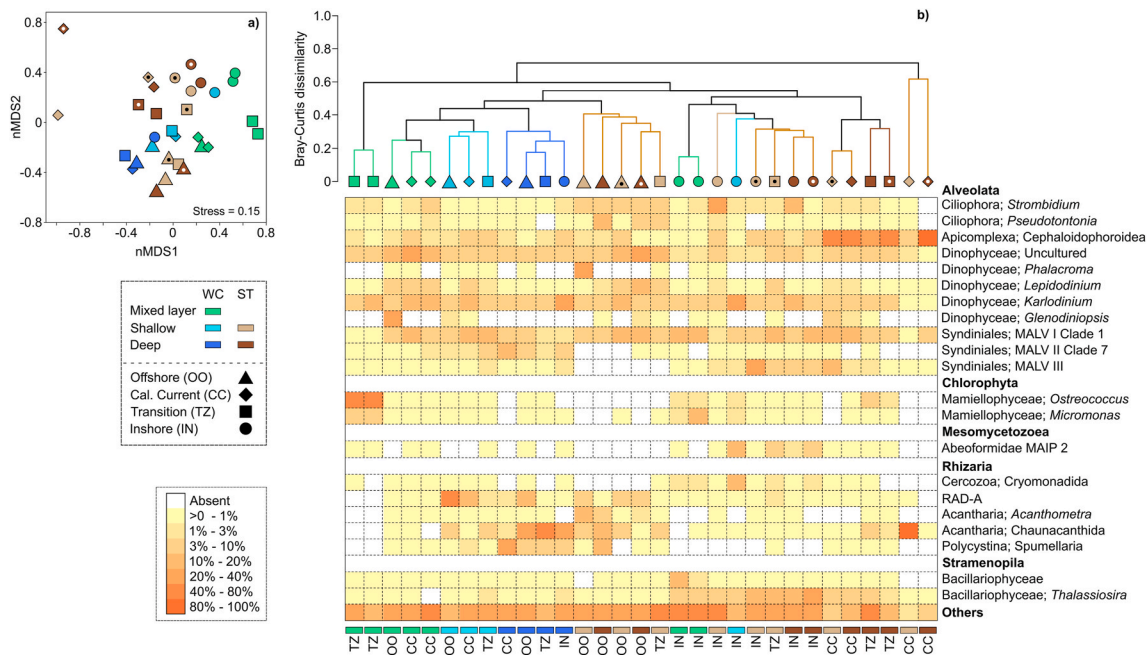 a)
0.8
0.4
0
-0.4
-0.8
nMDS2
Stress = 0.15
-0.8
-0.4
0
0.4
0.8
nMDS1
WC ST
Mixed layer
Shallow
Deep
Offshore (OO)
Cal. Current (CC)
Transition (TZ)
Inshore (IN)
Absent
>0 - 1%
1% - 3%
3% - 10%
10% - 20%
20% - 40%
40% - 80%
80% - 100%
b)
Bray-Curtis dissimilarity
1.0
0.8
0.6
0.4
0.2
0
Alveolata
Ciliophora; Strombidium
Ciliophora; Pseudotontonia
Apicomplexa; Cephaloidophoroidea
Dinophyceae; Uncultured
Dinophyceae; Phalacroma
Dinophyceae; Lepidodinium
Dinophyceae; Karlodinium
Dinophyceae; Glenodiniopsis
Syndiniales; MALV I Clade 1
Syndiniales; MALV II Clade 7
Syndiniales; MALV III
Chlorophyta
Mamiellophyceae; Ostreococcus
Mamiellophyceae; Micromonas
Mesomycetozoea
Abeoformidae MAIP 2
Rhizaria
Cercozoa; Cryomonadida
RAD-A
Acantharia; Acanthometra
Acantharia; Chaunacanthida
Polycystina; Spumellaria
Stramenopila
Bacillariophyceae
Bacillariophyceae; Thalassiosira
Others
TZ TZ OO CC CC OO CC TZ CC OO TZ IN OO OO OO OO TZ IN IN IN IN IN TZ IN IN CC CC TZ TZ CC CC